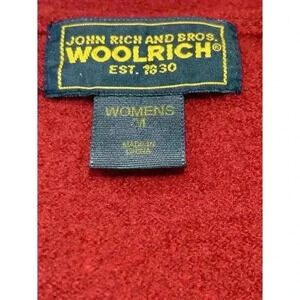 JOHN RICH AND BROS.
WOOLRICH®
EST. 1830
WOMENS
M
MADE IN
CHINA